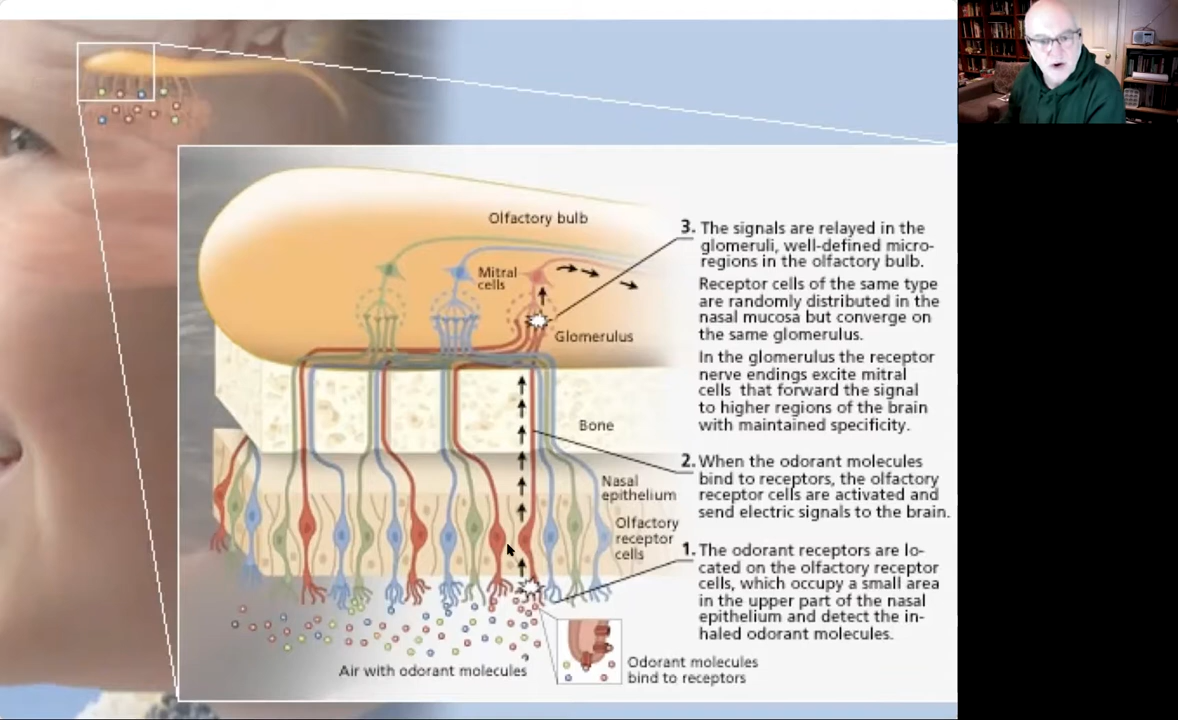 Olfactory bulb
Mitral
cells
Glomerulus
Bone
Nasal
epithelium
Olfactory
receptor
cells
Air with odorant molecules
Odorant molecules
bind to receptors
3. The signals are relayed in the
glomeruli, well-defined micro-
regions in the olfactory bulb.
Receptor cells of the same type
are randomly distributed in the
nasal mucosa but converge on
the same glomerulus.
In the glomerulus the receptor
nerve endings excite mitral
cells that forward the signal
to higher regions of the brain
with maintained specificity.
2. When the odorant molecules
bind to receptors, the olfactory
receptor cells are activated and
send electric signals to the brain.
1. The odorant receptors are lo-
cated on the olfactory receptor
cells, which occupy a small area
in the upper part of the nasal
epithelium and detect the in-
haled odorant molecules.